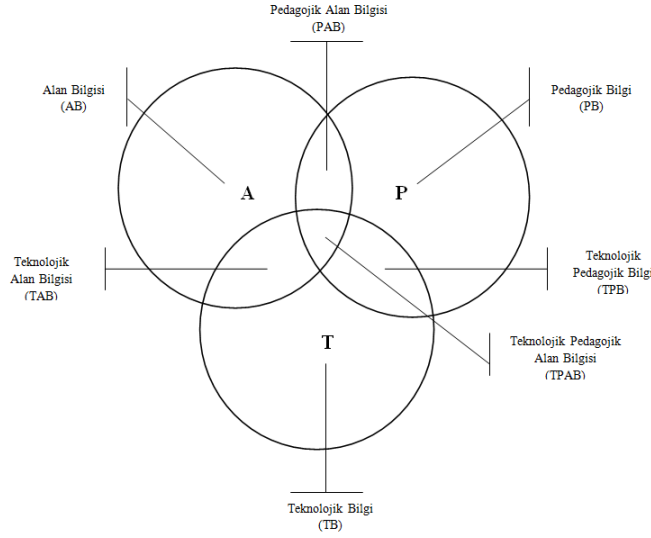 Pedagojik Alan Bilgisi
(PAB)
Alan Bilgisi
(AB)
Pedagojik Bilgi
(PB)
A
P
Teknolojik
Alan Bilgisi
(TAB)
Teknolojik
Pedagojik Bilgi
(TPB)
T
Teknolojik Pedagojik
Alan Bilgisi
(TPAB)
Teknolojik Bilgi
(TB)